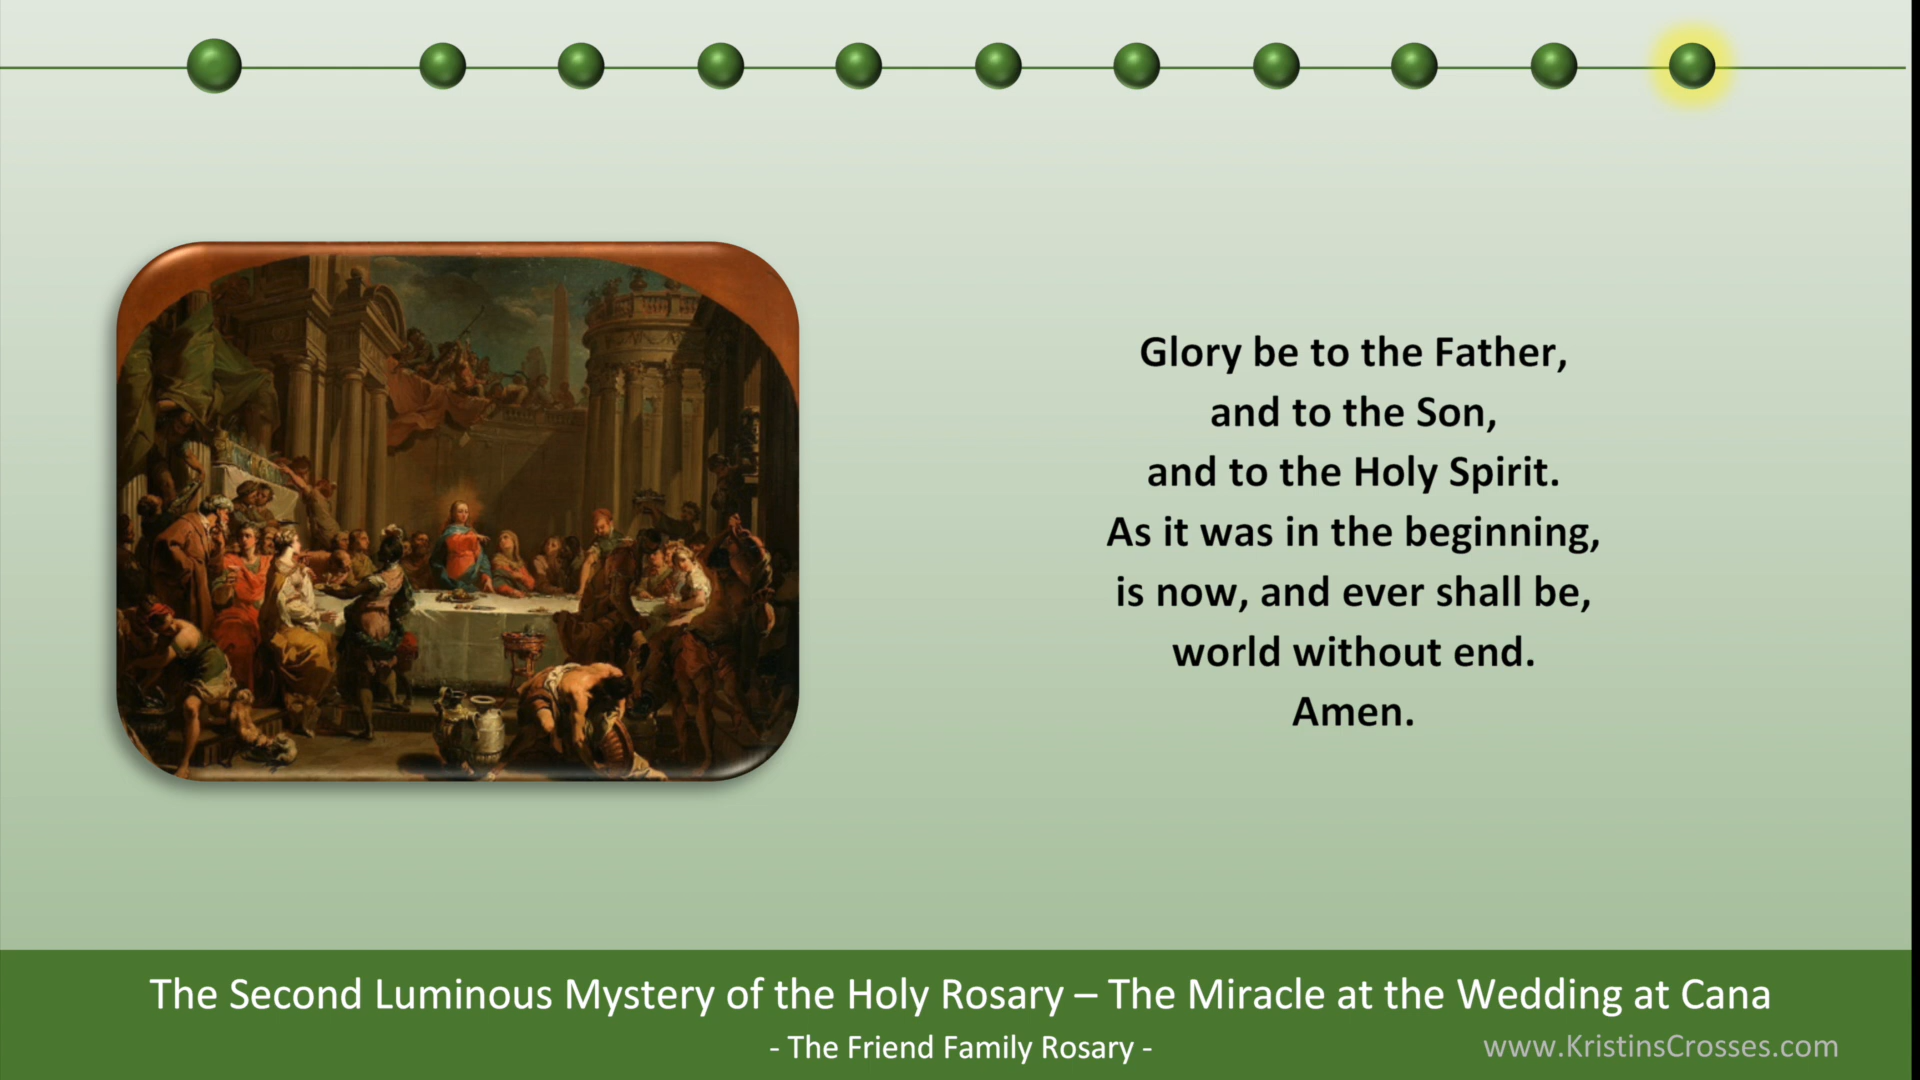 Glory be to the Father,
and to the Son,
and to the Holy Spirit.
As it was in the beginning,
is now, and ever shall be,
world without end.
Amen.
The Second Luminous Mystery of the Holy Rosary – The Miracle at the Wedding at Cana
- The Friend Family Rosary -
www.KristinsCrosses.com